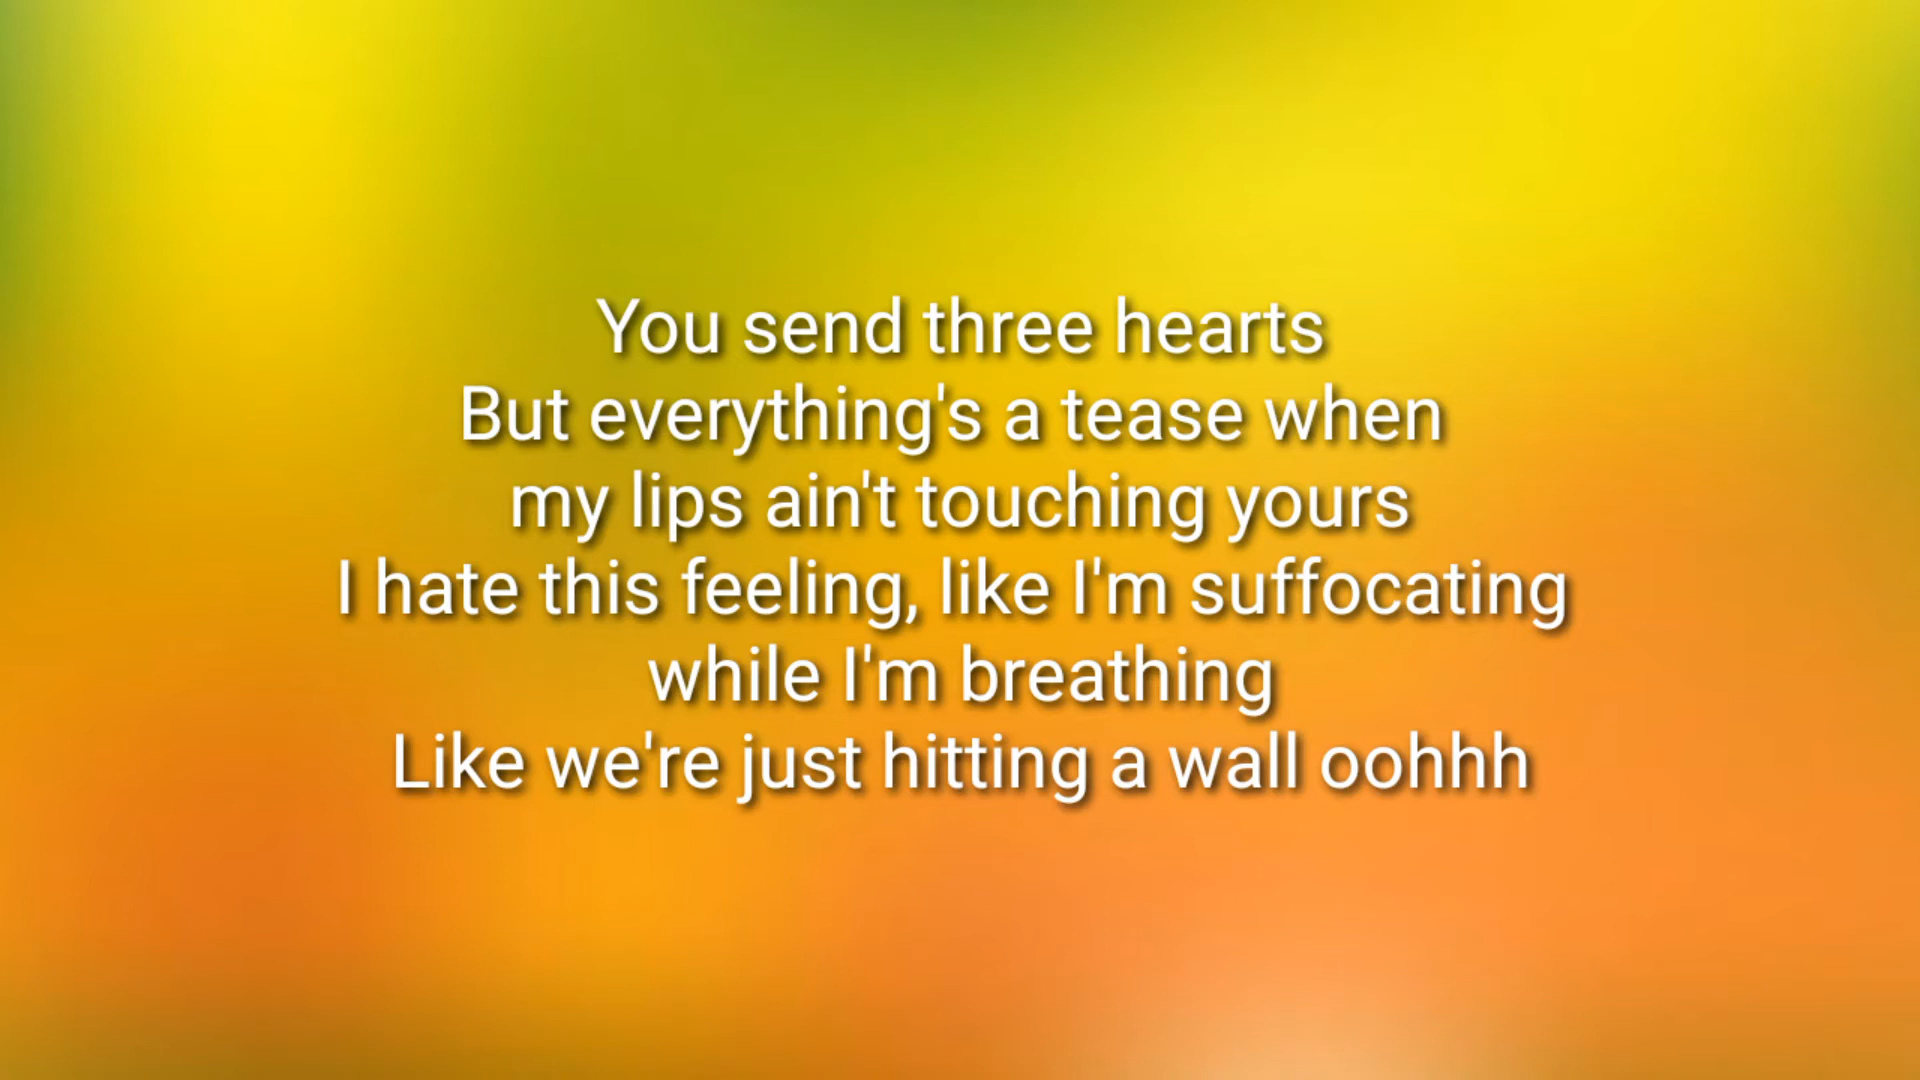 You send three hearts
But everything's a tease when
my lips ain't touching yours
I hate this feeling, like I'm suffocating
while I'm breathing
Like we're just hitting a wall oohhh